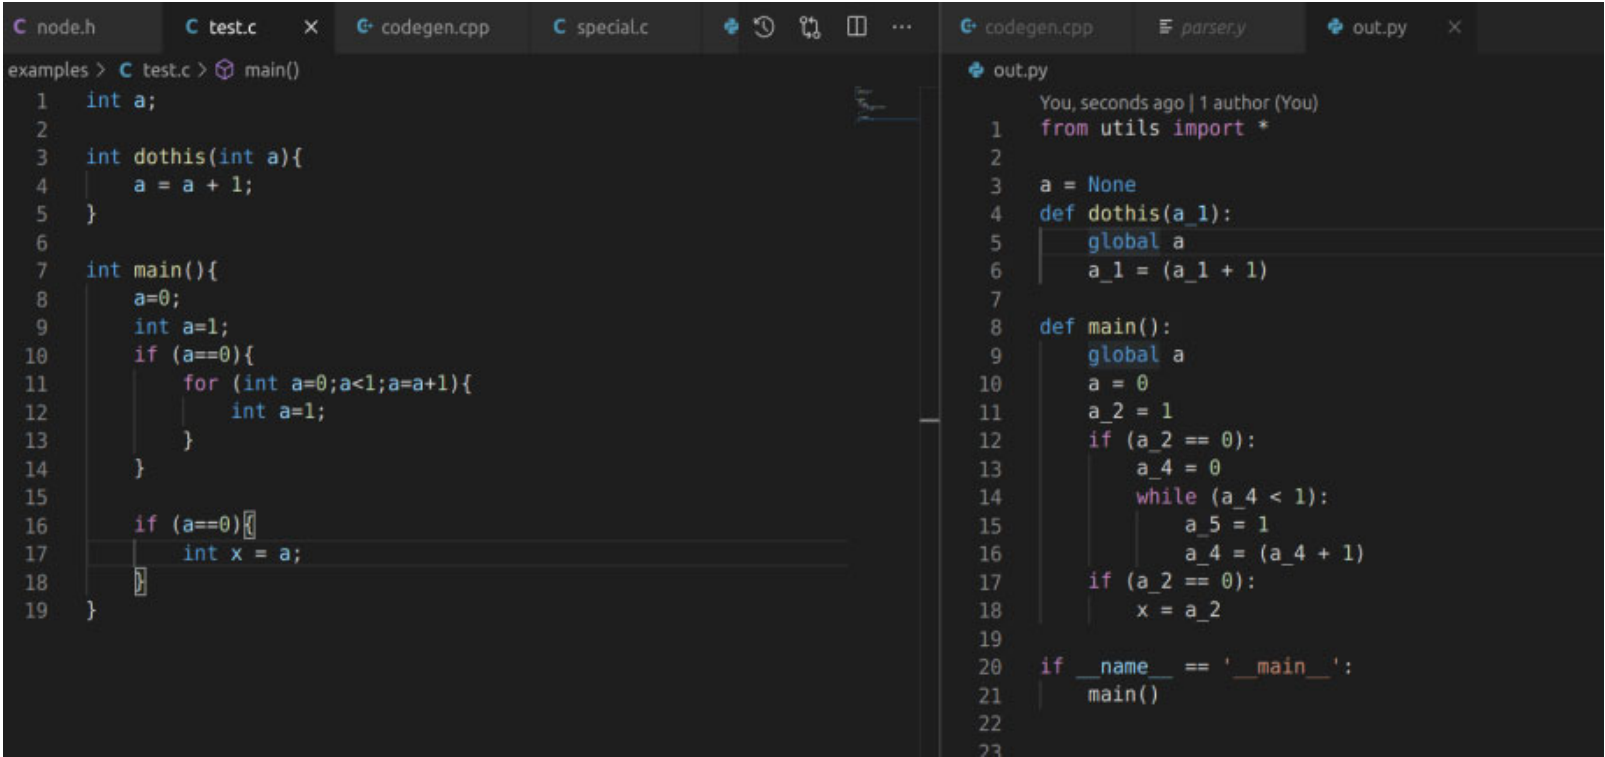 node.h test.c codegen.cpp special.c
examples > test.c > main()
1 int a;
2
3 int dothis(int a){
4     a = a + 1;
5 }
6
7 int main(){
8     a=0;
9     int a=1;
10     if (a==0){
11         for (int a=0;a<1;a=a+1){
12             int a=1;
13         }
14     }
15
16     if (a==0){
17         int x = a;
18     }
19 }
codegen.cpp parser.y out.py
out.py
You, seconds ago | 1 author (You)
1 from utils import *
2
3 a = None
4 def dothis(a_1):
5     global a
6     a_1 = (a_1 + 1)
7
8 def main():
9     global a
10     a = 0
11     a_2 = 1
12     if (a_2 == 0):
13         a_4 = 0
14         while (a_4 < 1):
15             a_5 = 1
16             a_4 = (a_4 + 1)
17     if (a_2 == 0):
18         x = a_2
19
20 if __name__ == '__main__':
21     main()
22
23